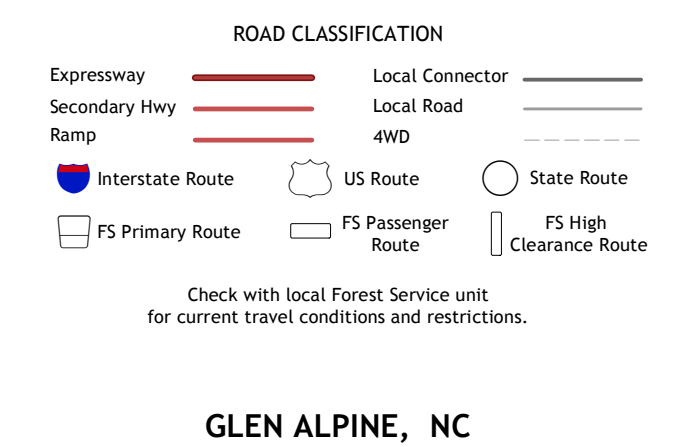 ROAD CLASSIFICATION
Expressway
Local Connector
Secondary Hwy
Local Road
Ramp
4WD
Interstate Route
US Route
State Route
FS Primary Route
FS Passenger
Route
FS High
Clearance Route
Check with local Forest Service unit
for current travel conditions and restrictions.
GLEN ALPINE, NC